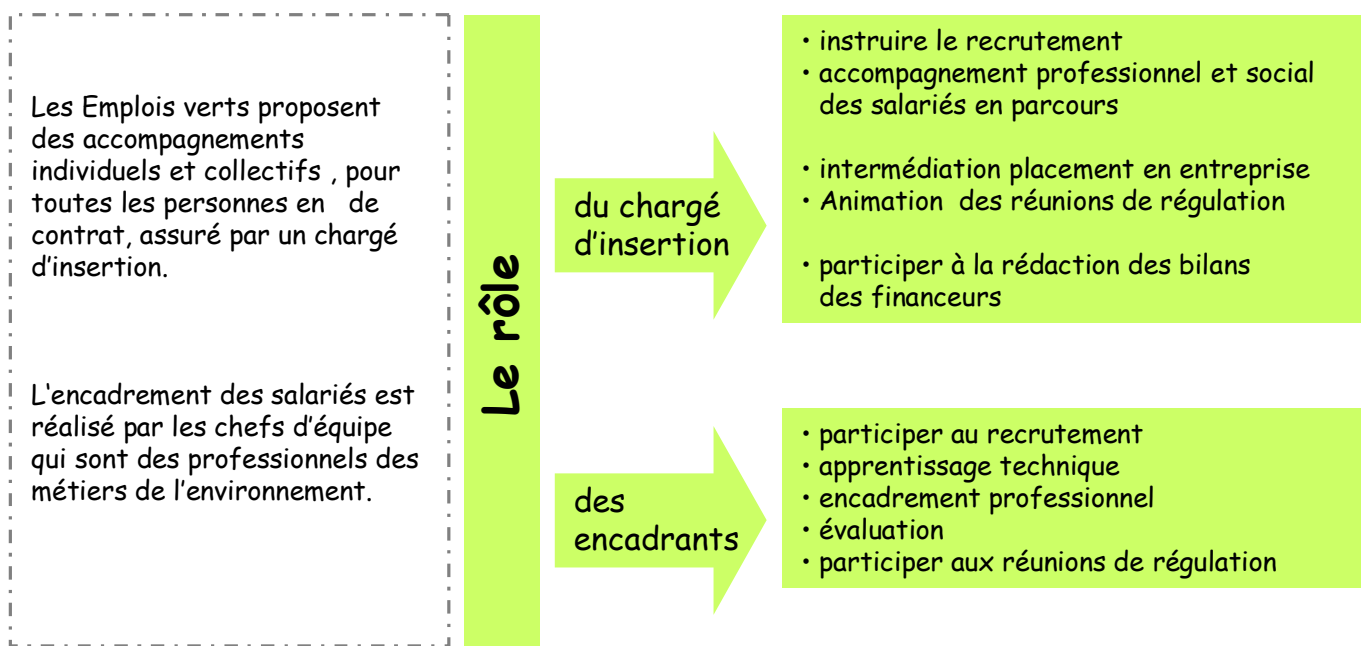 Les Emplois verts proposent
des accompagnements
individuels et collectifs , pour
toutes les personnes en   de
contrat, assuré par un chargé
d'insertion.
L'encadrement des salariés est
réalisé par les chefs d'équipe
qui sont des professionnels des
métiers de l'environnement.
Le rôle
du chargé
d'insertion
• instruire le recrutement
• accompagnement professionnel et social
des salariés en parcours
• intermédiation placement en entreprise
• Animation  des réunions de régulation
• participer à la rédaction des bilans
des financeurs
des
encadrants
• participer au recrutement
• apprentissage technique
• encadrement professionnel
• évaluation
• participer aux réunions de régulation